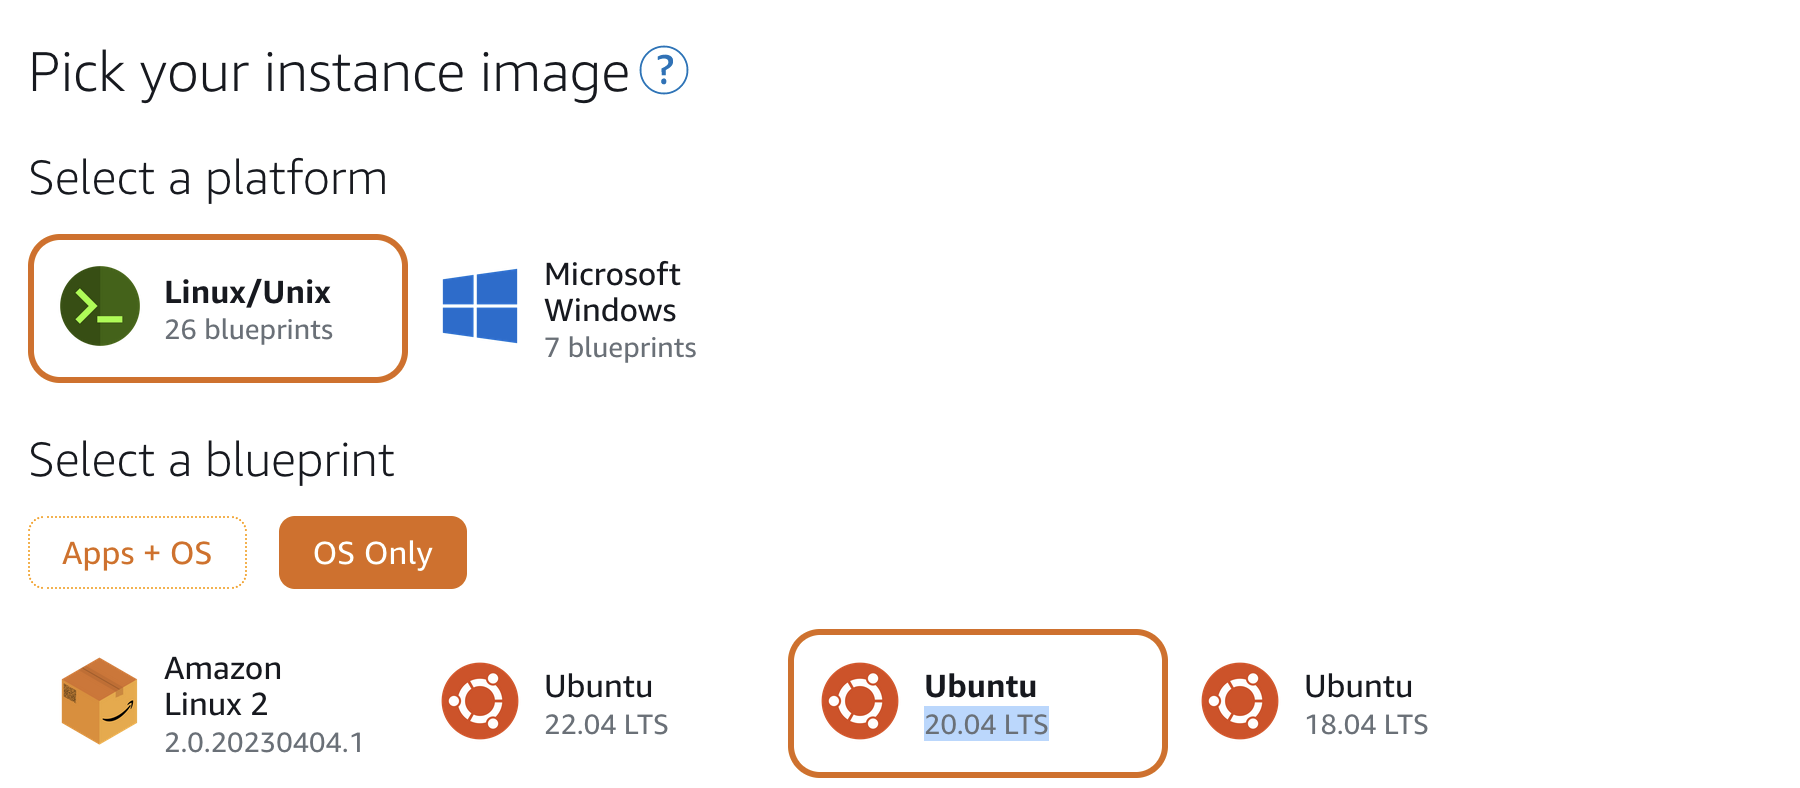 Pick your instance image ?
Select a platform
Linux/Unix
26 blueprints
Microsoft
Windows
7 blueprints
Select a blueprint
Apps + OS
OS Only
Amazon
Linux 2
2.0.20230404.1
Ubuntu
22.04 LTS
Ubuntu
20.04 LTS
Ubuntu
18.04 LTS